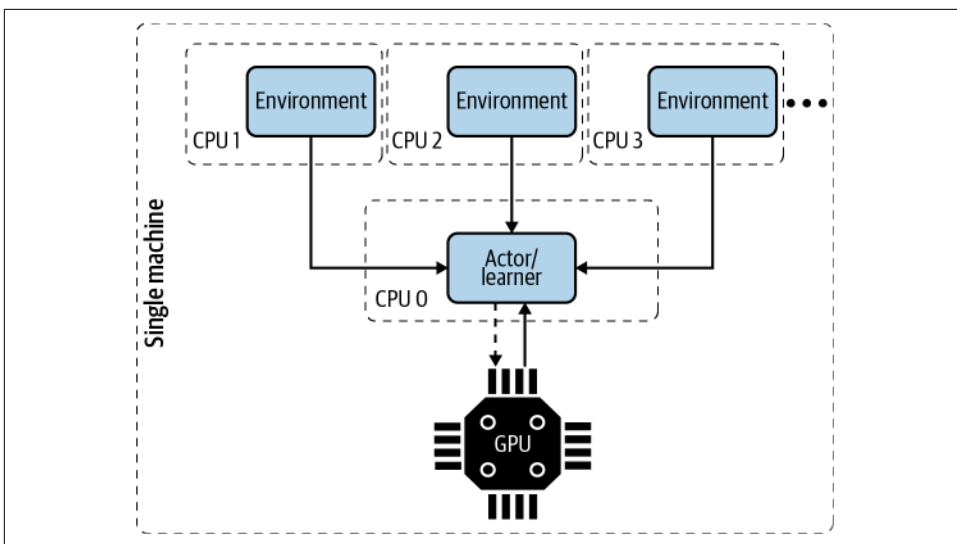 Single machine
Environment
CPU 1
Environment
CPU 2
Environment
CPU 3
Actor/
learner
CPU 0
GPU